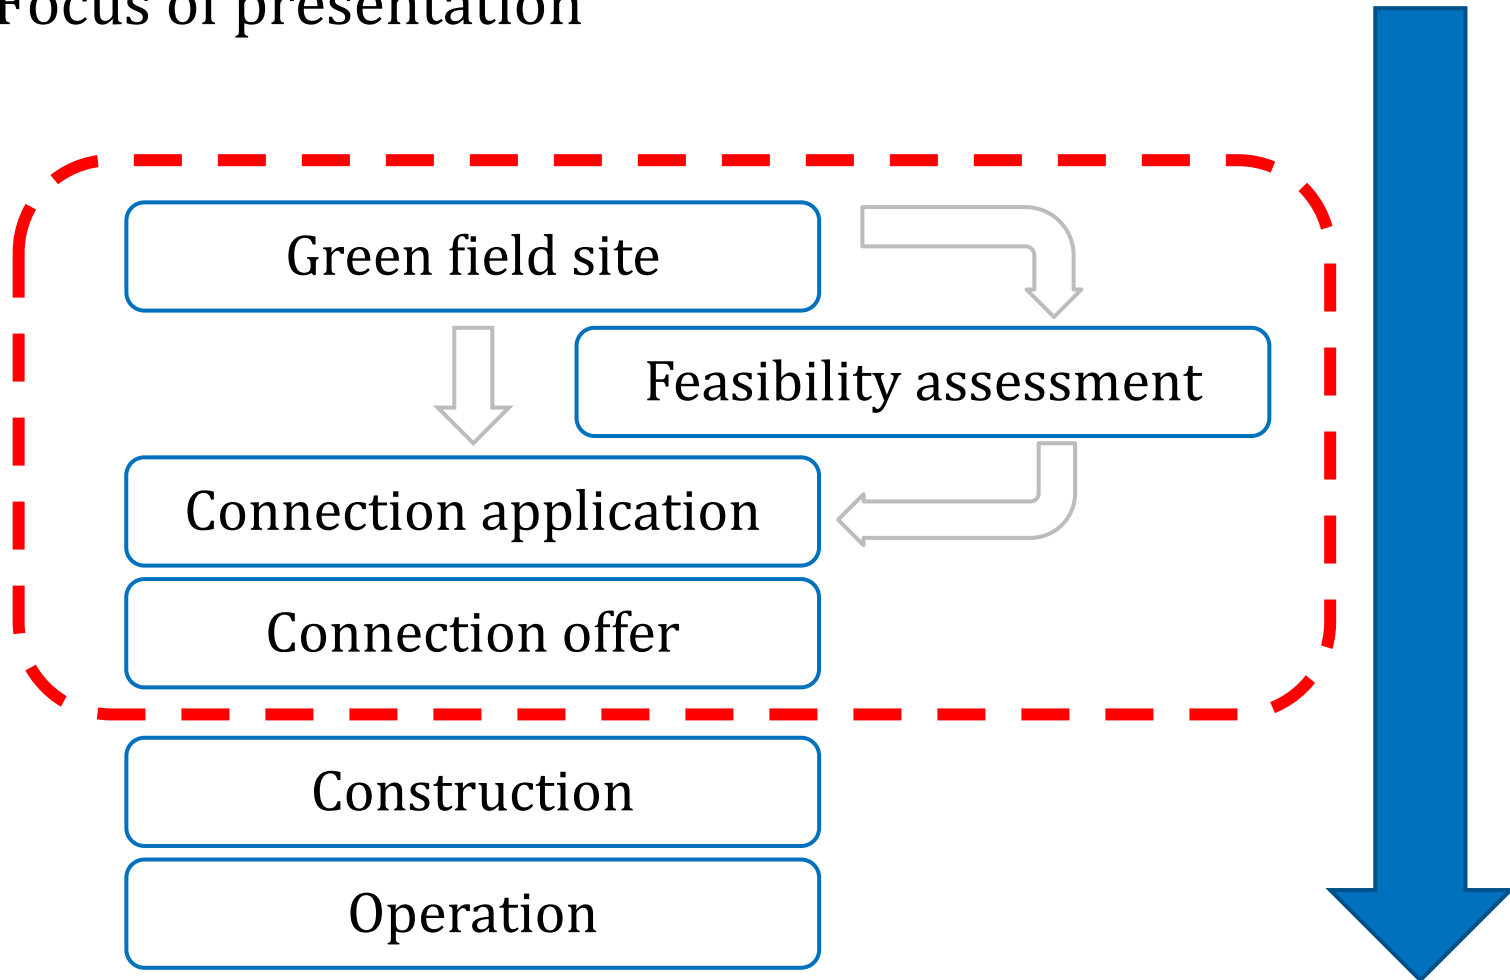 Focus of presentation
Green field site
Feasibility assessment
Connection application
Connection offer
Construction
Operation